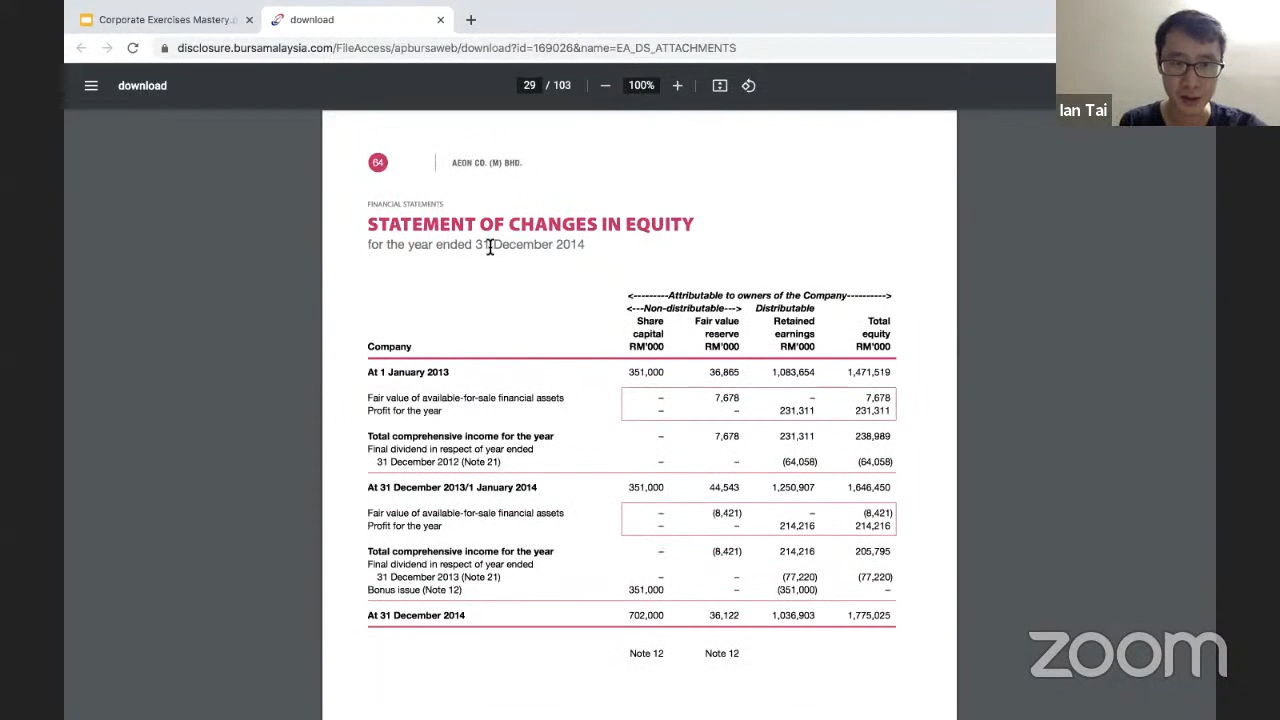 Corporate Exercises Mastery.p
download
disclosure.bursamalaysia.com/FileAccess/apbursaweb/download?id=169026&name=EA_DS_ATTACHMENTS
download
29 / 103
100%
Ian Tai
64
AEON CO. (M) BHD.
FINANCIAL STATEMENTS
STATEMENT OF CHANGES IN EQUITY
for the year ended 31 December 2014
<---------Attributable to owners of the Company---------->
<---Non-distributable---> Distributable
Share Fair value Retained Total
capital reserve earnings equity
Company RM'000 RM'000 RM'000 RM'000
At 1 January 2013 351,000 36,865 1,083,654 1,471,519
Fair value of available-for-sale financial assets – 7,678 – 7,678
Profit for the year – – 231,311 231,311
Total comprehensive income for the year – 7,678 231,311 238,989
Final dividend in respect of year ended
31 December 2012 (Note 21) – – (64,058) (64,058)
At 31 December 2013/1 January 2014 351,000 44,543 1,250,907 1,646,450
Fair value of available-for-sale financial assets – (8,421) – (8,421)
Profit for the year – – 214,216 214,216
Total comprehensive income for the year – (8,421) 214,216 205,795
Final dividend in respect of year ended
31 December 2013 (Note 21) – – (77,220) (77,220)
Bonus issue (Note 12) 351,000 – (351,000) –
At 31 December 2014 702,000 36,122 1,036,903 1,775,025
Note 12 Note 12
zoom